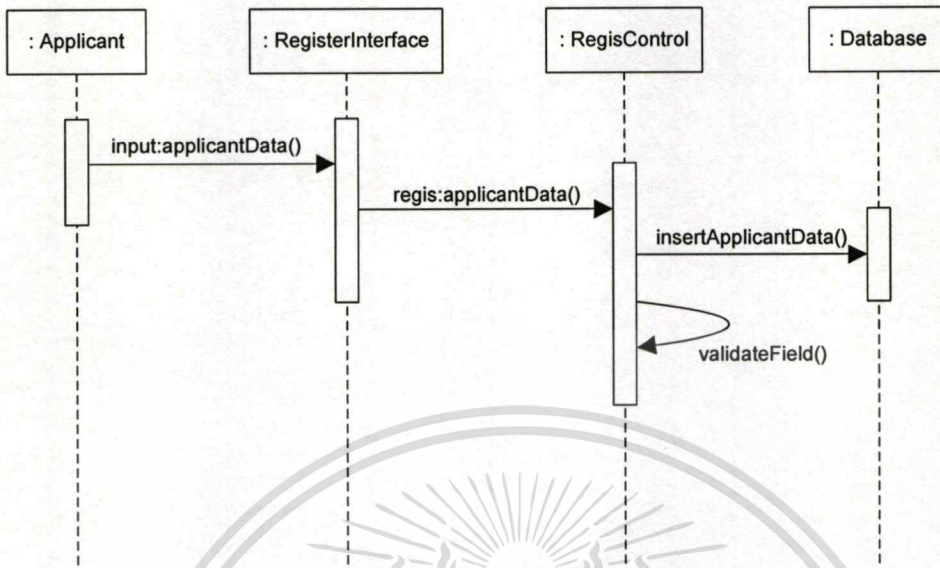 : Applicant
: RegisterInterface
: RegisControl
: Database
input:applicantData()
regis:applicantData()
insertApplicantData()
validateField()